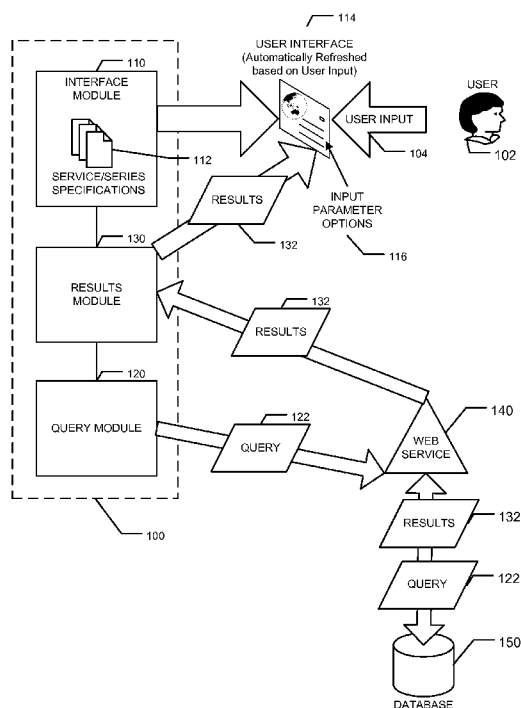 114
USER INTERFACE
(Automatically Refreshed
based on User Input)
110
INTERFACE
MODULE
112
SERVICE/SERIES
SPECIFICATIONS
USER
USER INPUT
104
102
RESULTS
132
INPUT
PARAMETER
OPTIONS
116
130
RESULTS
MODULE
132
RESULTS
120
QUERY MODULE
122
QUERY
140
WEB
SERVICE
100
RESULTS
132
QUERY
122
150
DATABASE